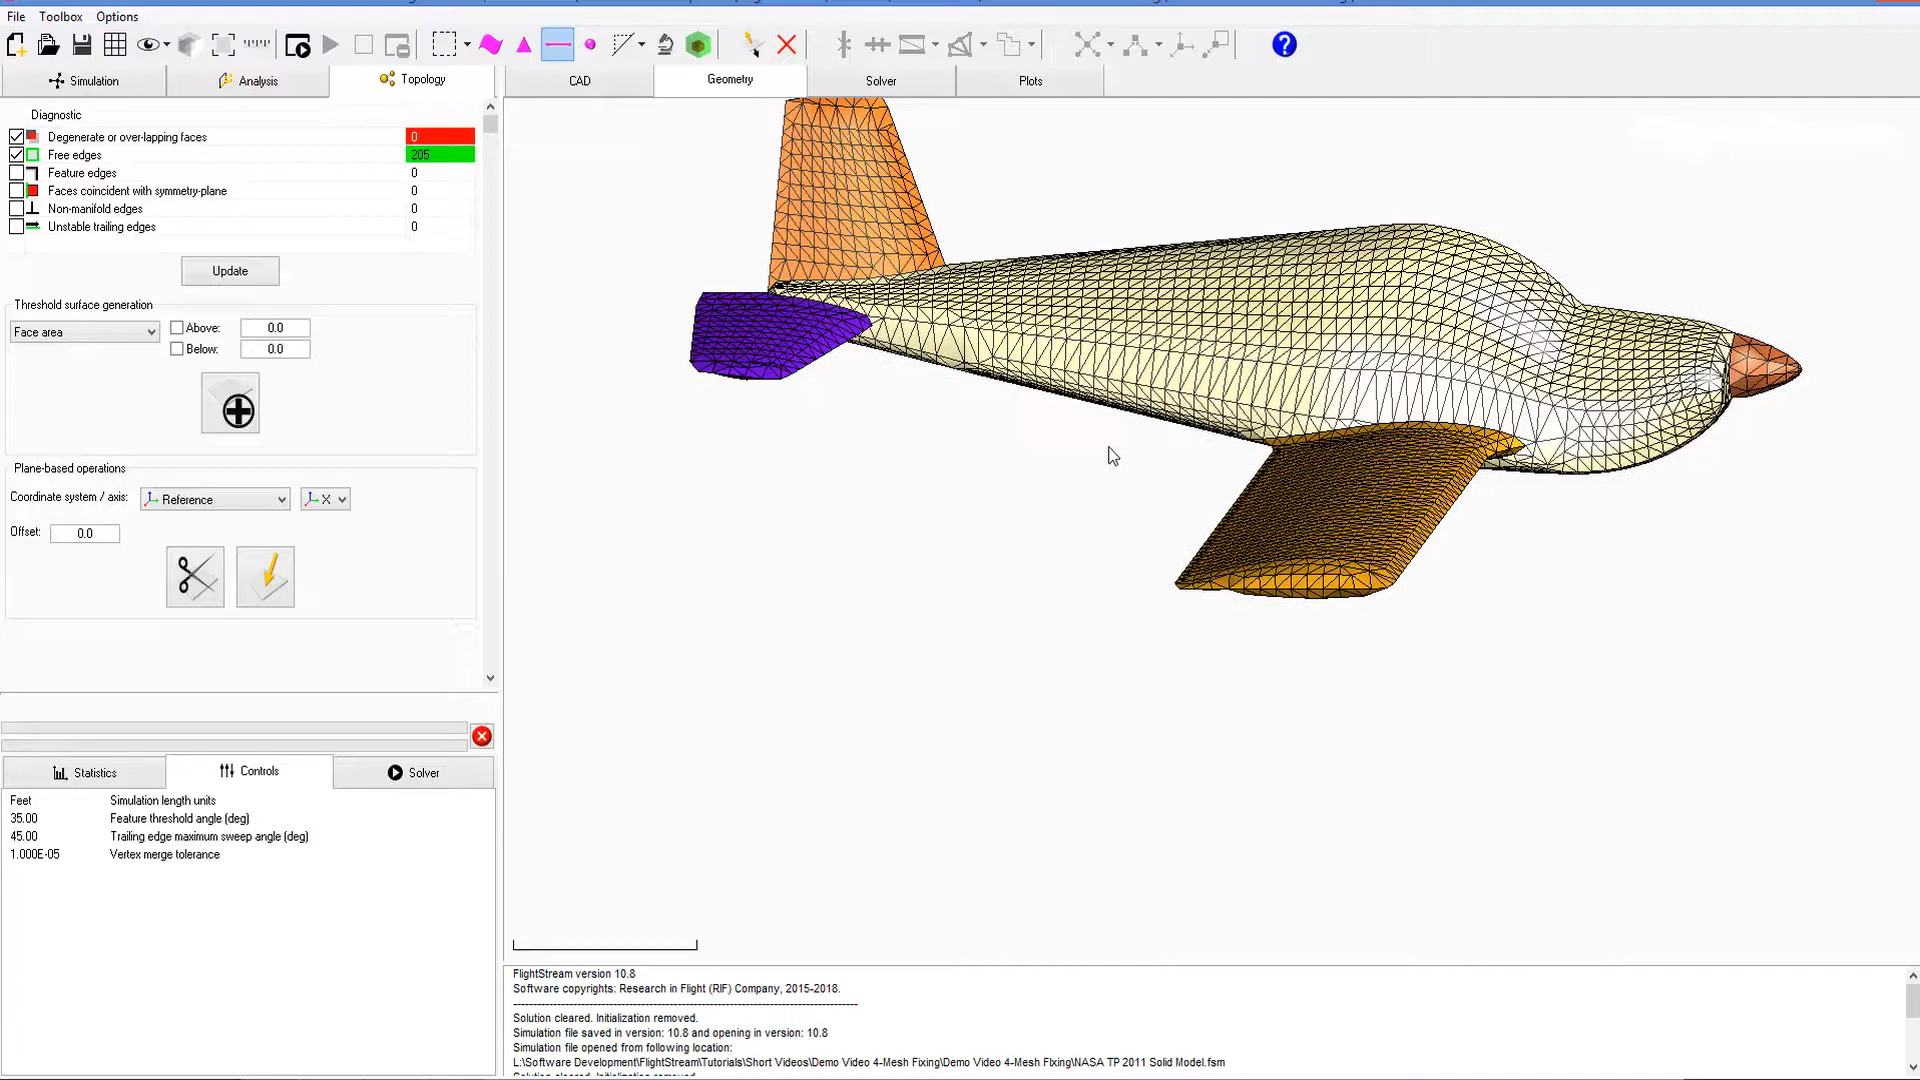 File Toolbox Options
Simulation Analysis Topology CAD Geometry Solver Plots
Diagnostic
Degenerate or over-lapping faces 0
Free edges 205
Feature edges 0
Faces coincident with symmetry-plane 0
Non-manifold edges 0
Unstable trailing edges 0
Update
Threshold surface generation
Face area Above: 0.0
Below: 0.0
Plane-based operations
Coordinate system / axis: Reference X
Offset: 0.0
Statistics Controls Solver
Feet Simulation length units
35.00 Feature threshold angle (deg)
45.00 Trailing edge maximum sweep angle (deg)
1.000E-05 Vertex merge tolerance
FlightStream version 10.8
Software copyrights: Research in Flight (RIF) Company, 2015-2018.
Solution cleared. Initialization removed.
Simulation file saved in version: 10.8 and opening in version: 10.8
Simulation file opened from following location:
L:\Software Development\FlightStream\Tutorials\Short Videos\Demo Video 4-Mesh Fixing\Demo Video 4-Mesh FIxing\NASA TP 2011 Solid Model.fsm
Solution cleared. Initialization removed.